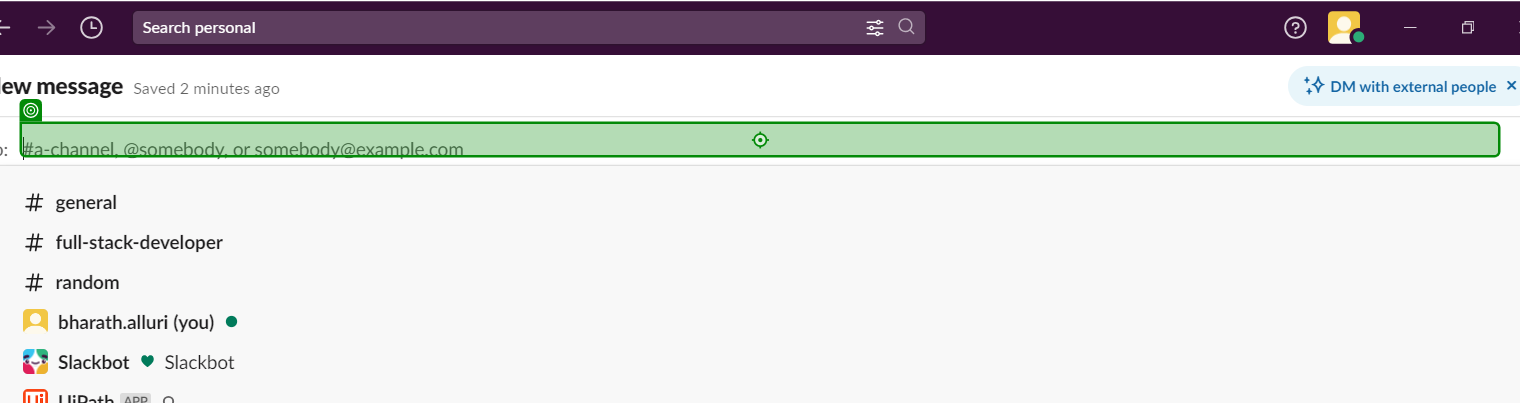 Search personal
ew message Saved 2 minutes ago
DM with external people
: #a-channel, @somebody, or somebody@example.com
# general
# full-stack-developer
# random
bharath.alluri (you)
Slackbot Slackbot
UiPath APP